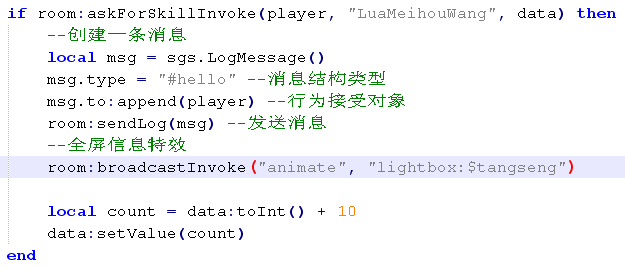 if room:askForSkillInvoke(player, "LuaMeihouWang", data) then
--创建一条消息
local msg = sgs.LogMessage()
msg.type = "#hello" --消息结构类型
msg.to:append(player) --行为接受对象
room:sendLog(msg) --发送消息
--全屏信息特效
room:broadcastInvoke("animate", "lightbox:$tangseng")
local count = data:toInt() + 10
data:setValue(count)
end